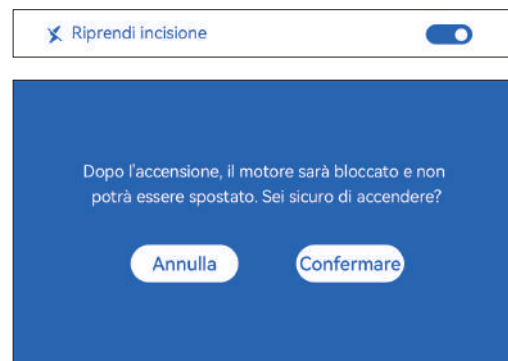 Riprendi incisione
Dopo l'accensione, il motore sarà bloccato e non
potrà essere spostato. Sei sicuro di accendere?
Annulla
Confermare